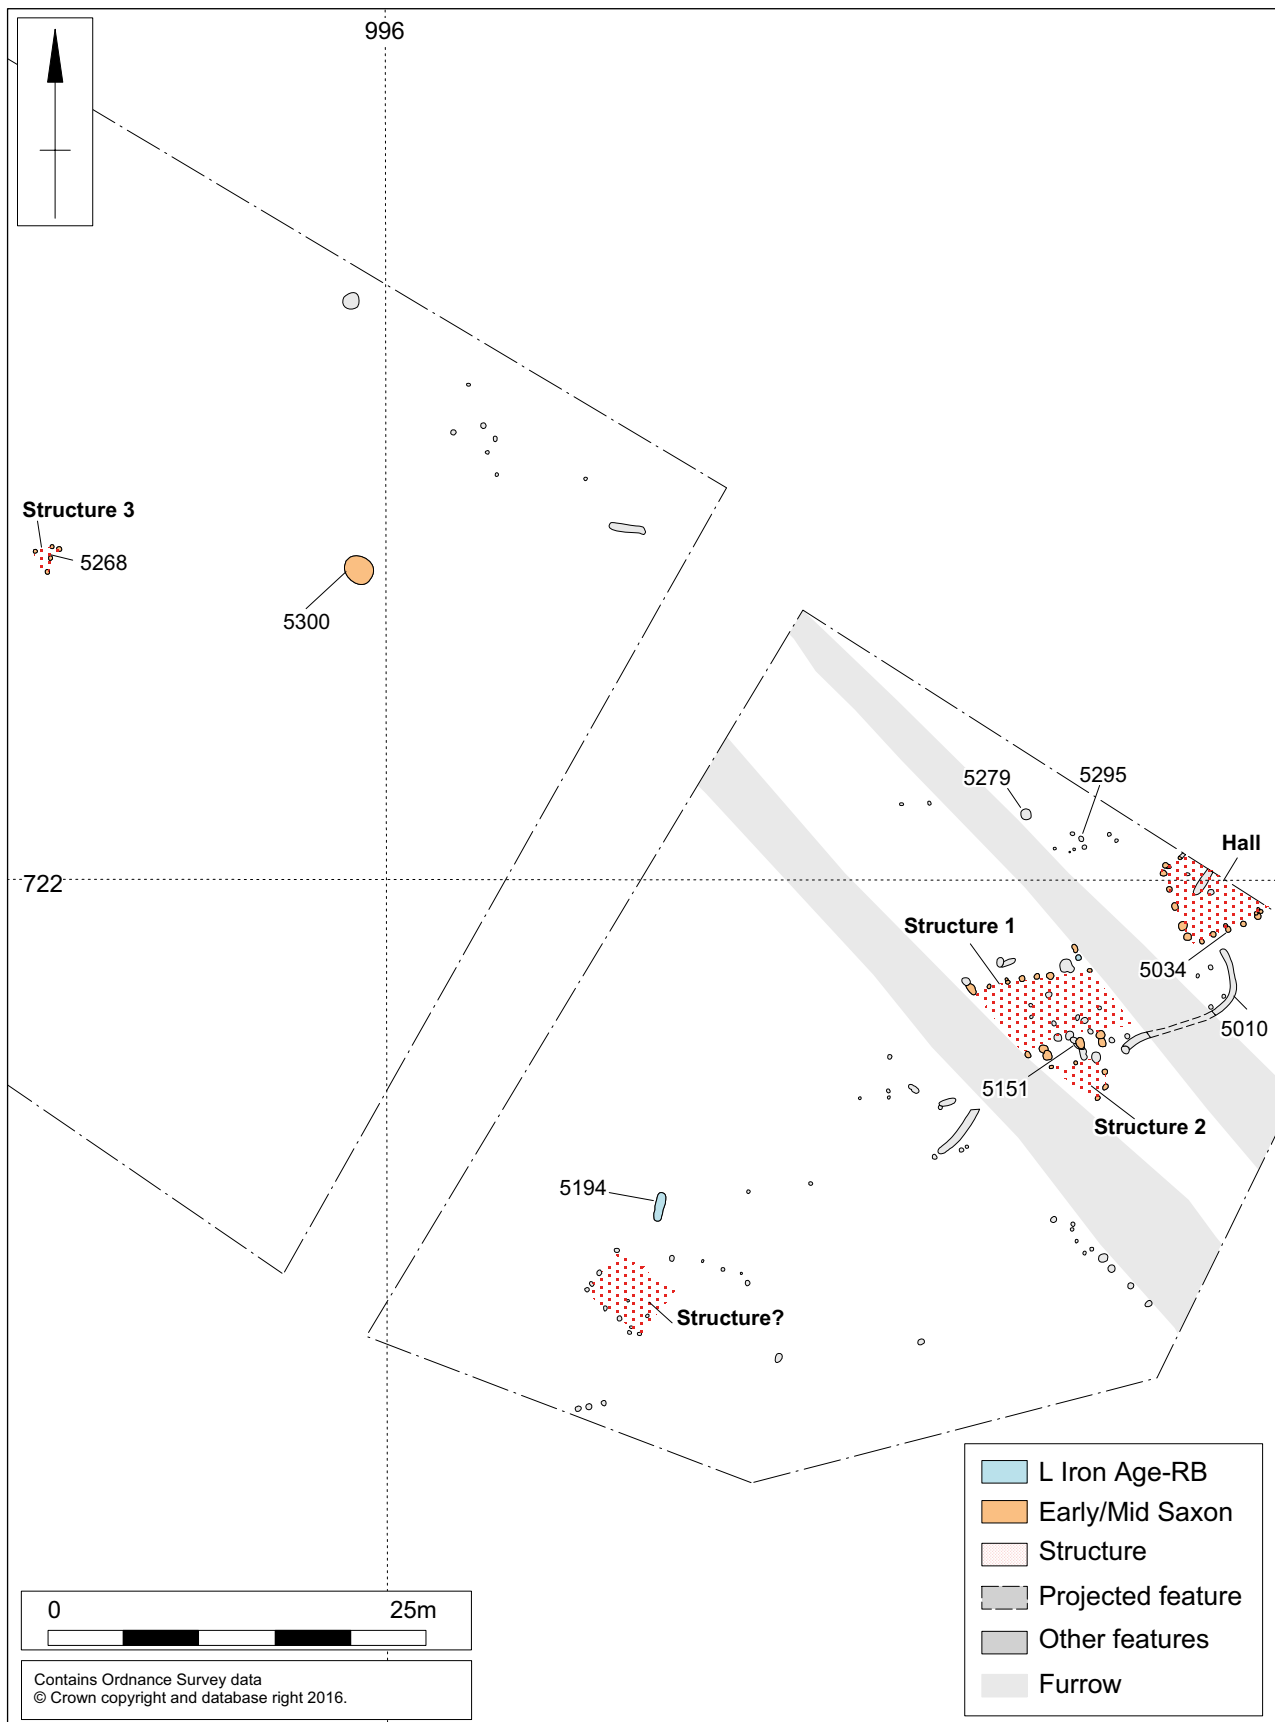 996
Structure 3
5268
5300
5279
5295
Hall
722
Structure 1
5034
5010
5151
Structure 2
5194
Structure?
L Iron Age-RB
Early/Mid Saxon
Structure
Projected feature
Other features
Furrow
0 25m
Contains Ordnance Survey data
© Crown copyright and database right 2016.